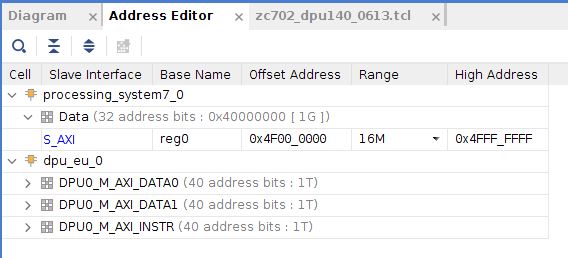 Diagram × Address Editor × zc702_dpu140_0613.tcl ×
Cell Slave Interface Base Name Offset Address Range High Address
processing_system7_0
Data (32 address bits : 0x40000000 [ 1G ])
S_AXI reg0 0x4F00_0000 16M 0x4FFF_FFFF
dpu_eu_0
DPU0_M_AXI_DATA0 (40 address bits : 1T)
DPU0_M_AXI_DATA1 (40 address bits : 1T)
DPU0_M_AXI_INSTR (40 address bits : 1T)